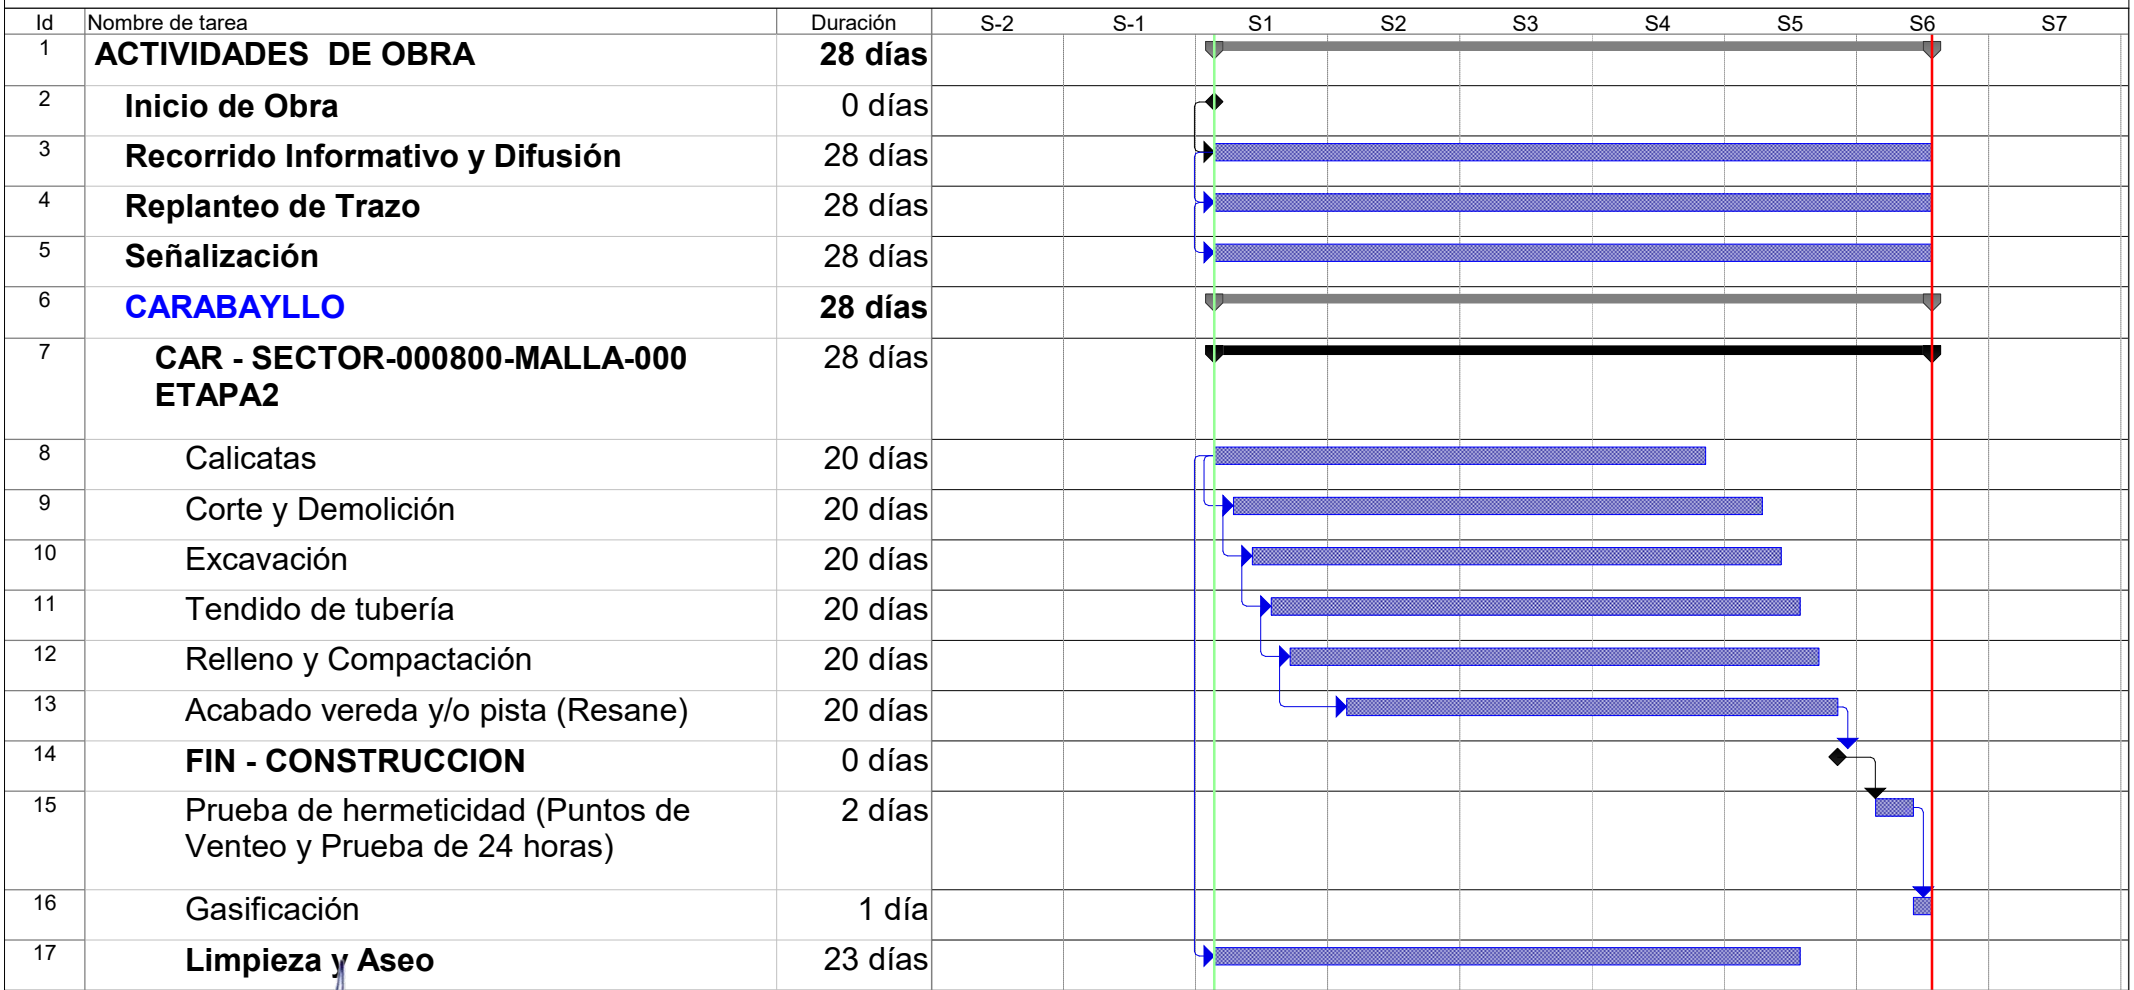 Id Nombre de tarea Duración S-2 S-1 S1 S2 S3 S4 S5 S6 S7
1 ACTIVIDADES DE OBRA 28 días
2 Inicio de Obra 0 días
3 Recorrido Informativo y Difusión 28 días
4 Replanteo de Trazo 28 días
5 Señalización 28 días
6 CARABAYLLO 28 días
7 CAR - SECTOR-000800-MALLA-000 28 días
ETAPA2
8 Calicatas 20 días
9 Corte y Demolición 20 días
10 Excavación 20 días
11 Tendido de tubería 20 días
12 Relleno y Compactación 20 días
13 Acabado vereda y/o pista (Resane) 20 días
14 FIN - CONSTRUCCION 0 días
15 Prueba de hermeticidad (Puntos de 2 días
Venteo y Prueba de 24 horas)
16 Gasificación 1 día
17 Limpieza y Aseo 23 días